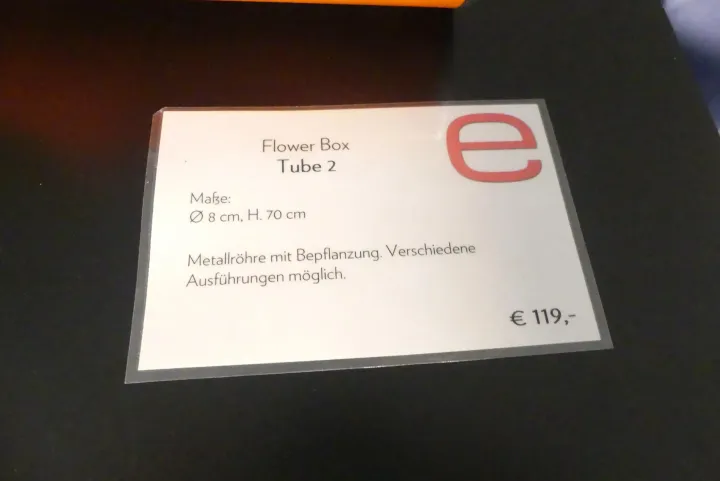 e
Flower Box
Tube 2
Maße:
Ø 8 cm, H. 70 cm
Metallröhre mit Bepflanzung. Verschiedene
Ausführungen möglich.
€ 119,-